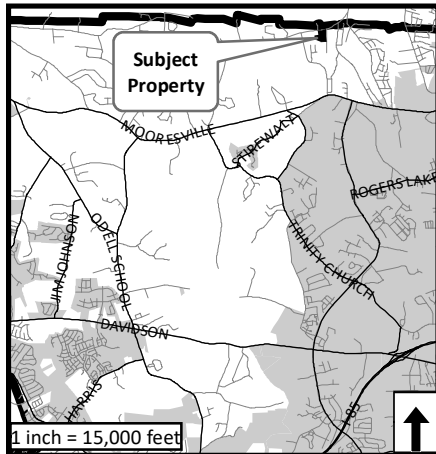 Subject
Property
MOORESVILLE
STIREWALT
ROGERS LAKE
JIM JOHNSON
ODELL SCHOOL
TRINITY CHURCH
DAVIDSON
HARRIS
I-85
1 inch = 15,000 feet